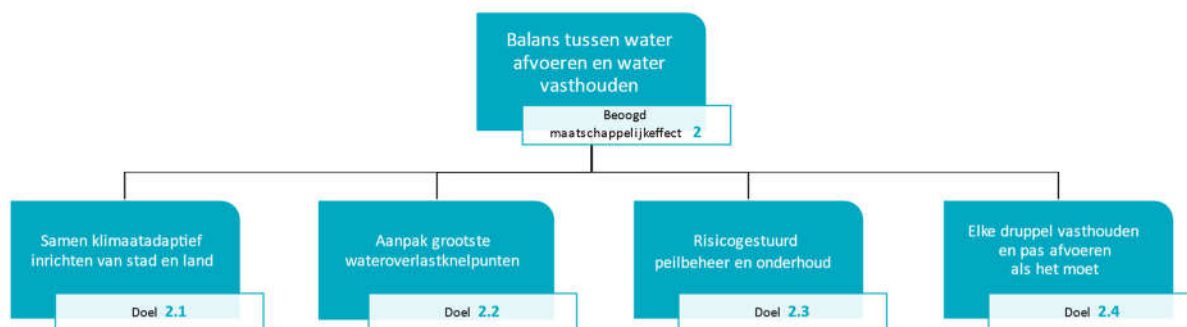 Balans tussen water
afvoeren en water
vasthouden
Beoogd
maatschappelijkeffect 2
Samen klimaatadaptief
inrichten van stad en land
Doel 2.1
Aanpak grootste
wateroverlastknelpunten
Doel 2.2
Risicogestuurd
peilbeheer en onderhoud
Doel 2.3
Elke druppel vasthouden
en pas afvoeren
als het moet
Doel 2.4